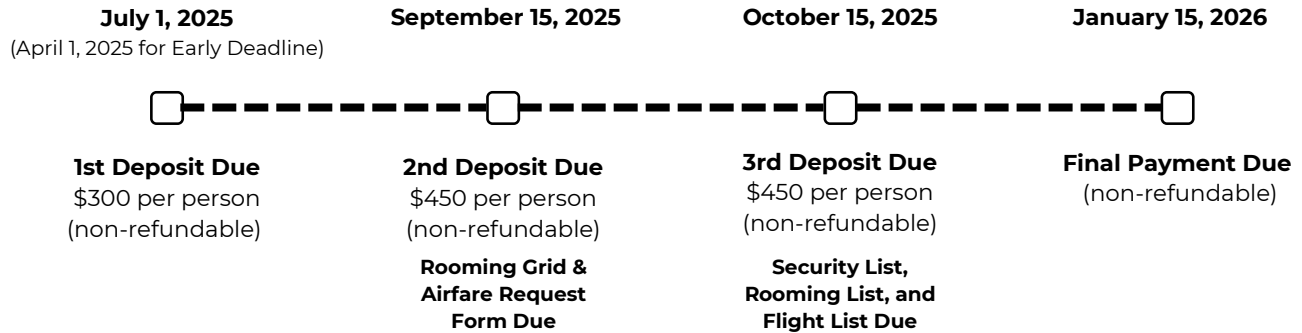 July 1, 2025
(April 1, 2025 for Early Deadline)
September 15, 2025
October 15, 2025
January 15, 2026
1st Deposit Due
$300 per person
(non-refundable)
2nd Deposit Due
$450 per person
(non-refundable)
Rooming Grid &
Airfare Request
Form Due
3rd Deposit Due
$450 per person
(non-refundable)
Security List,
Rooming List, and
Flight List Due
Final Payment Due
(non-refundable)